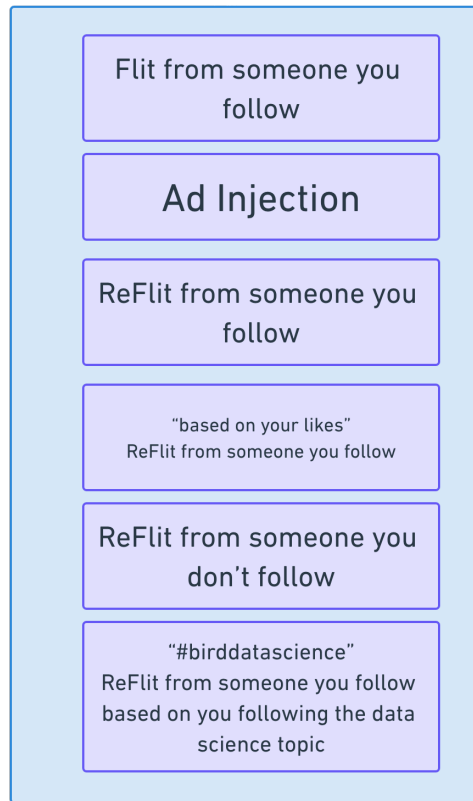 Flit from someone you
follow
Ad Injection
ReFlit from someone you
follow
“based on your likes”
ReFlit from someone you follow
ReFlit from someone you
don’t follow
“#birddatascience”
ReFlit from someone you follow
based on you following the data
science topic